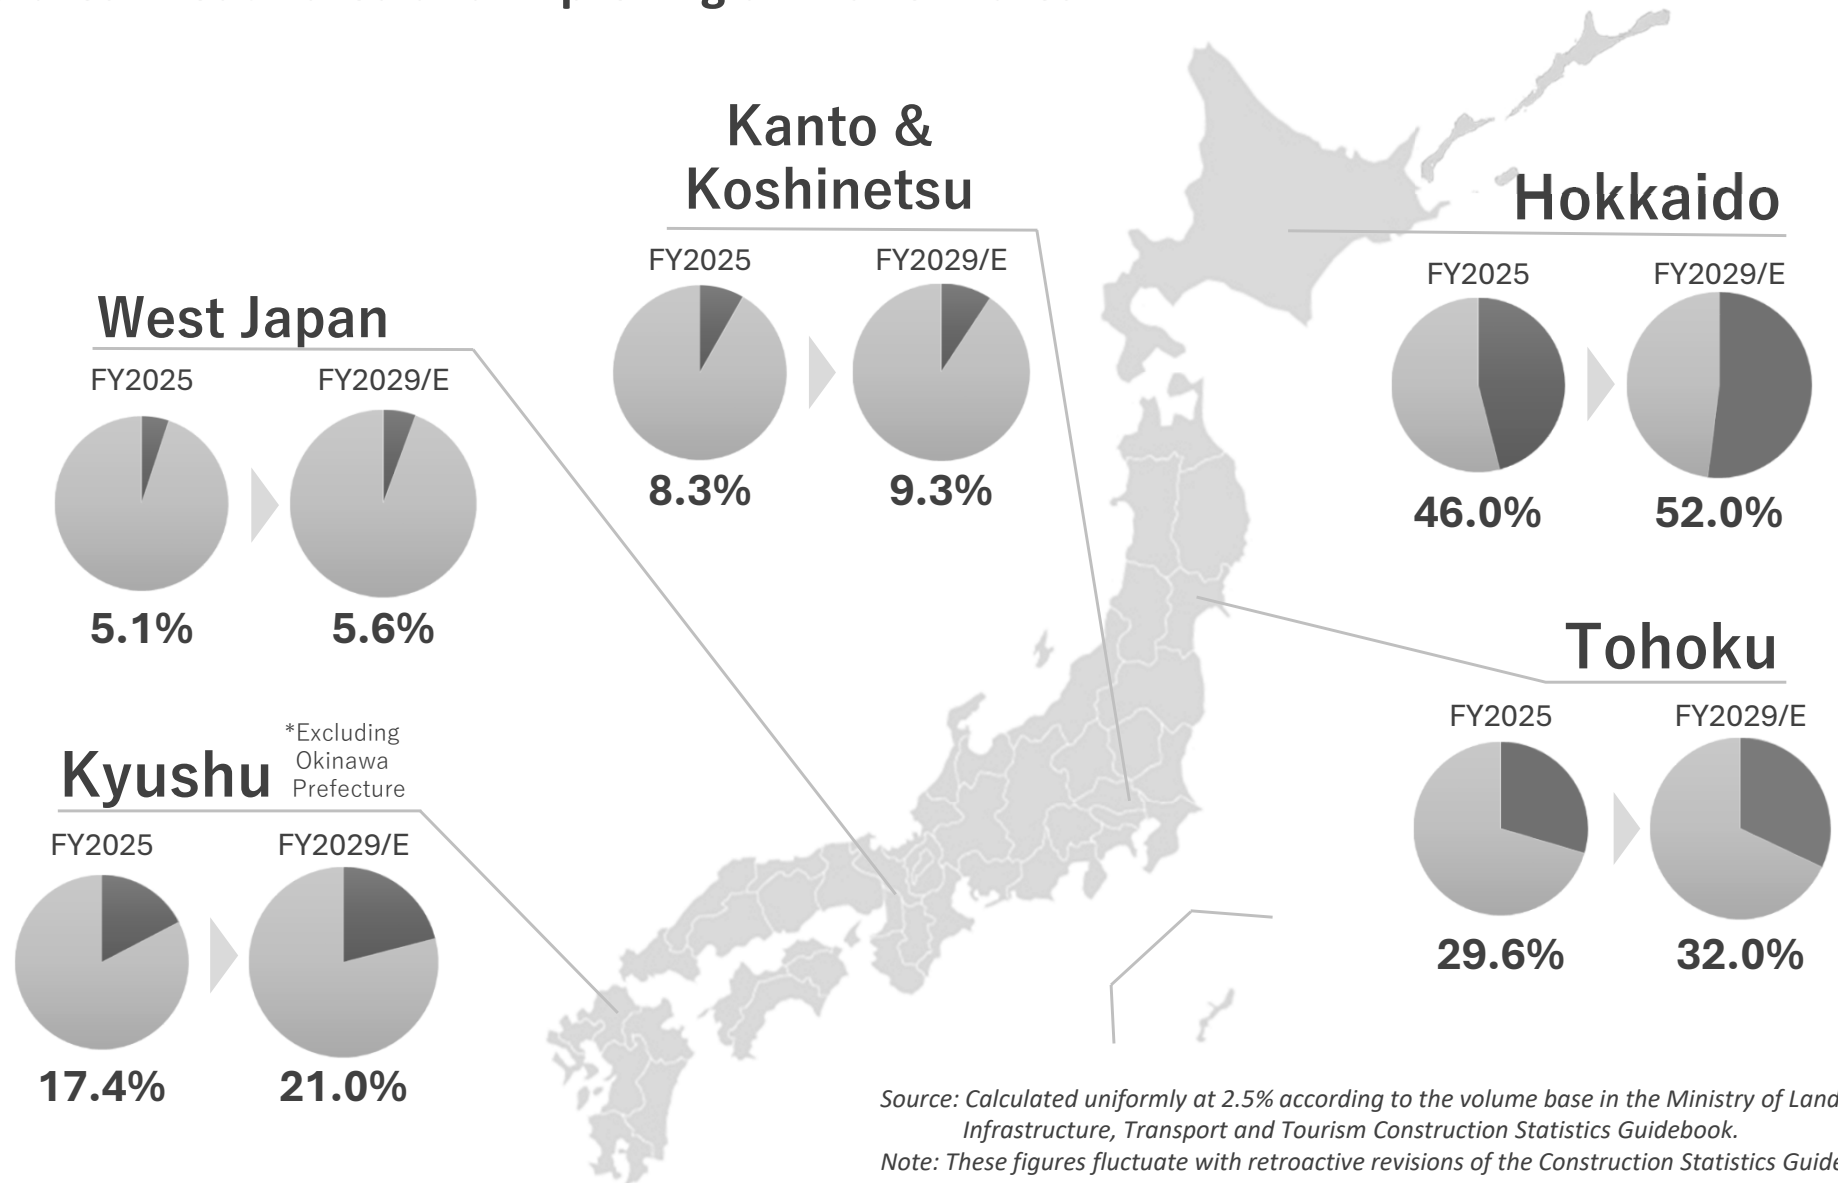 Kanto &
Koshinetsu
FY2025
FY2029/E
8.3%
9.3%
Hokkaido
FY2025
FY2029/E
46.0%
52.0%
West Japan
FY2025
FY2029/E
5.1%
5.6%
Tohoku
FY2025
FY2029/E
29.6%
32.0%
Kyushu
*Excluding
Okinawa
Prefecture
FY2025
FY2029/E
17.4%
21.0%
Source: Calculated uniformly at 2.5% according to the volume base in the Ministry of Land
Infrastructure, Transport and Tourism Construction Statistics Guidebook.
Note: These figures fluctuate with retroactive revisions of the Construction Statistics Guide